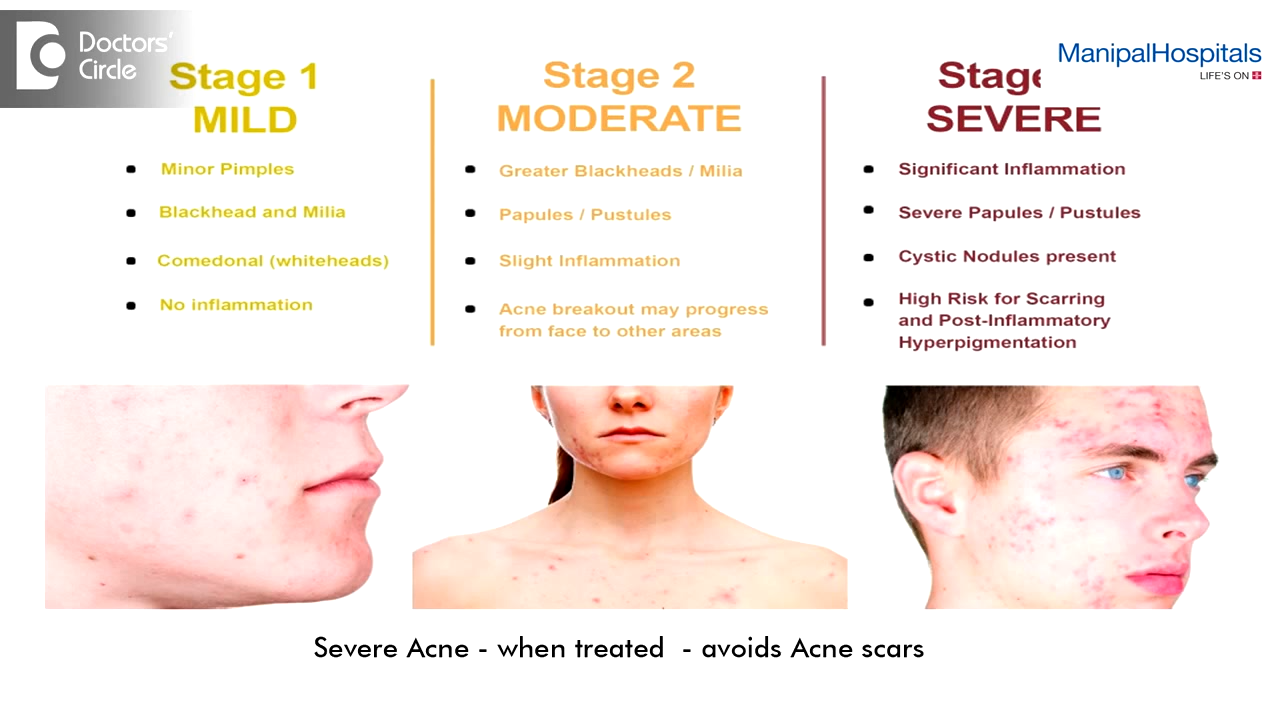 Doctors'
Circle
ManipalHospitals
LIFE'S ON
Stage 1
MILD
Minor Pimples
Blackhead and Milia
Comedonal (whiteheads)
No inflammation
Stage 2
MODERATE
Greater Blackheads / Milia
Papules / Pustules
Slight Inflammation
Acne breakout may progress
from face to other areas
Stage
SEVERE
Significant Inflammation
Severe Papules / Pustules
Cystic Nodules present
High Risk for Scarring
and Post-Inflammatory
Hyperpigmentation
Severe Acne - when treated - avoids Acne scars